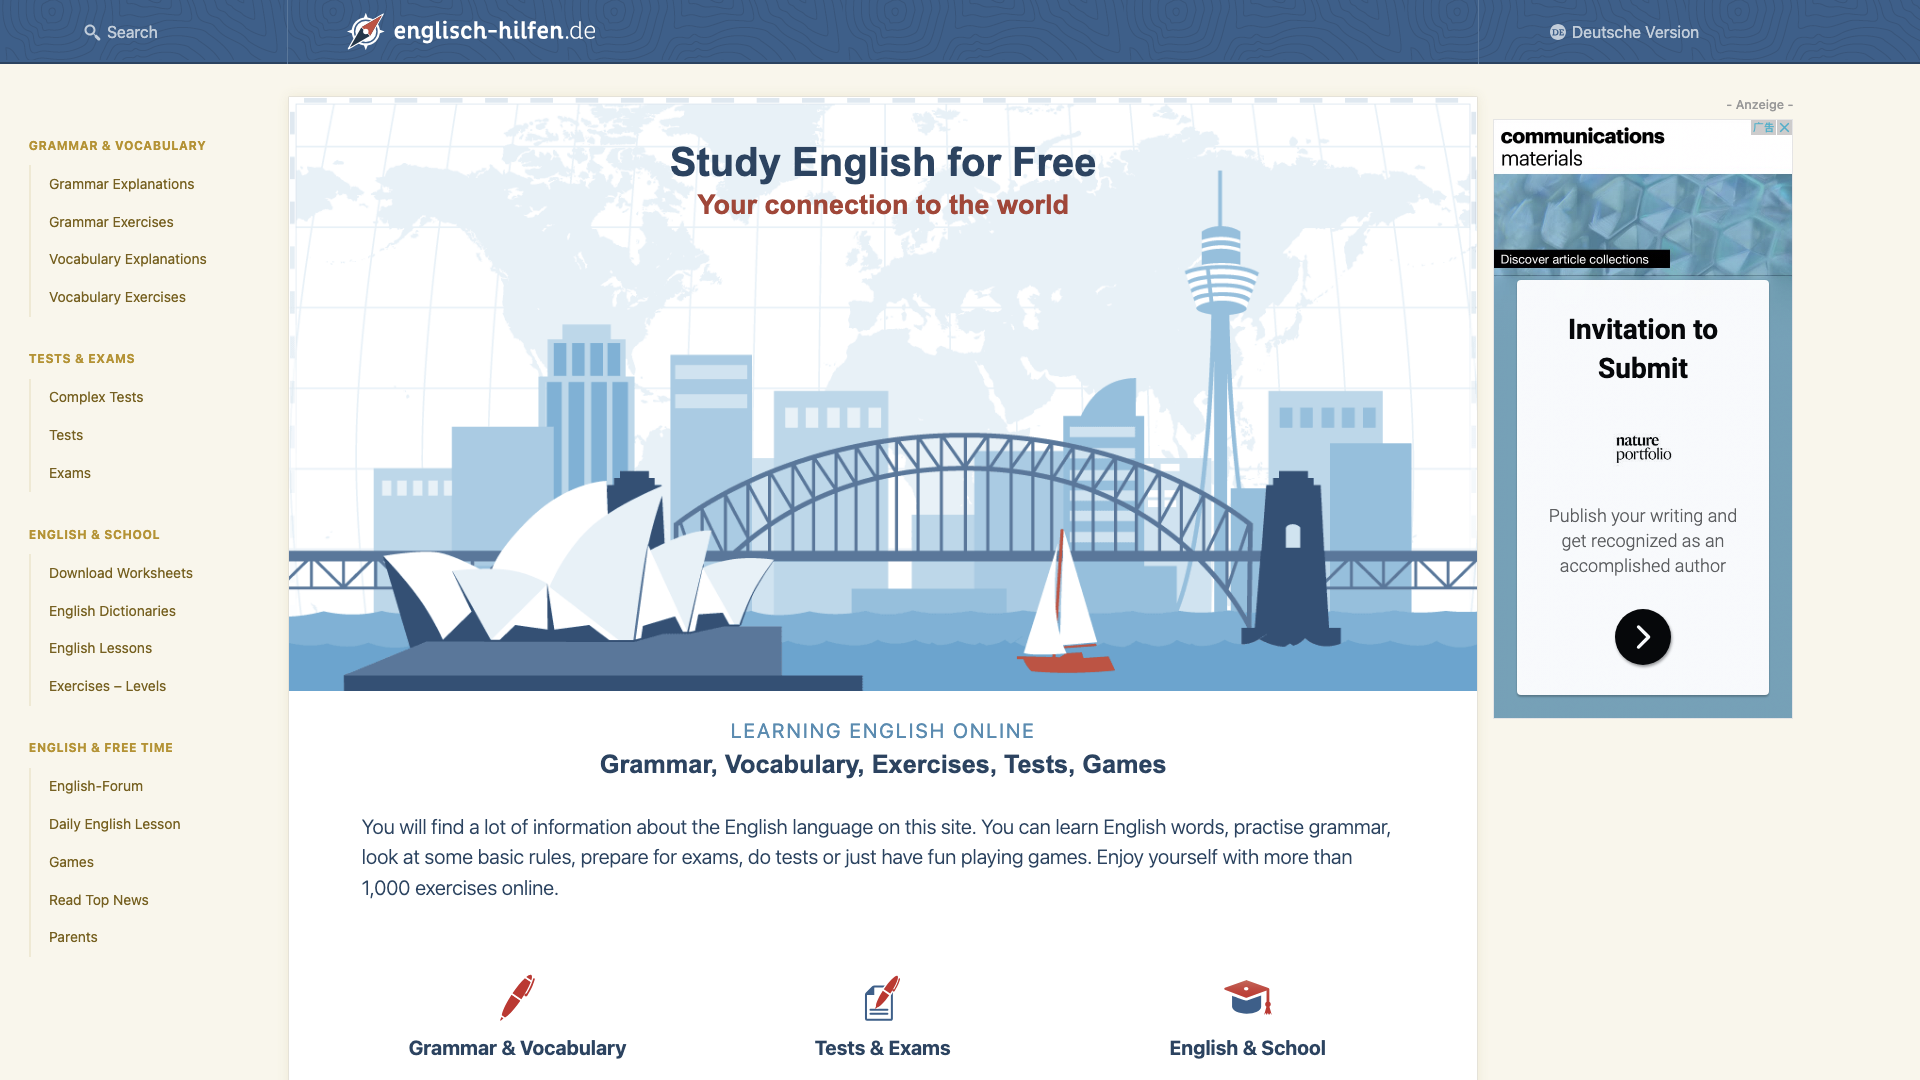 Search
englisch-hilfen.de
DE Deutsche Version
GRAMMAR & VOCABULARY
Grammar Explanations
Grammar Exercises
Vocabulary Explanations
Vocabulary Exercises
TESTS & EXAMS
Complex Tests
Tests
Exams
ENGLISH & SCHOOL
Download Worksheets
English Dictionaries
English Lessons
Exercises – Levels
ENGLISH & FREE TIME
English-Forum
Daily English Lesson
Games
Read Top News
Parents
Study English for Free
Your connection to the world
LEARNING ENGLISH ONLINE
Grammar, Vocabulary, Exercises, Tests, Games
You will find a lot of information about the English language on this site. You can learn English words, practise grammar,
look at some basic rules, prepare for exams, do tests or just have fun playing games. Enjoy yourself with more than
1,000 exercises online.
Grammar & Vocabulary
Tests & Exams
English & School
- Anzeige -
广告
communications
materials
Discover article collections
Invitation to
Submit
nature
portfolio
Publish your writing and
get recognized as an
accomplished author